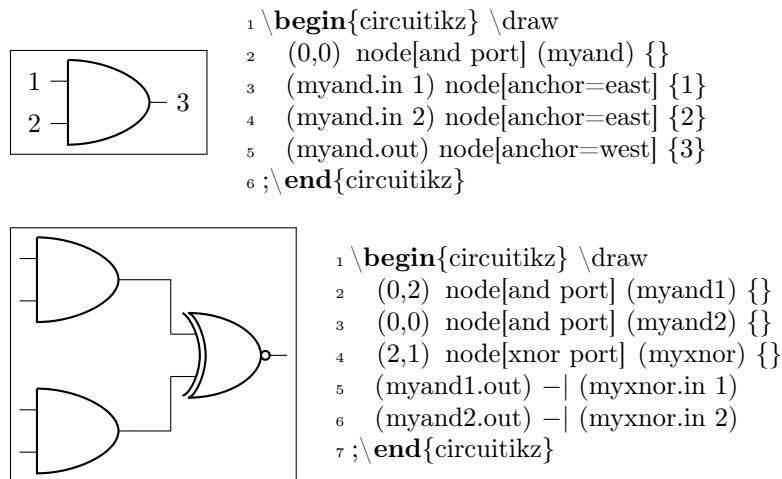 1
2
3
1 \begin{circuitikz} \draw
2 (0,0) node[and port] (myand) {}
3 (myand.in 1) node[anchor=east] {1}
4 (myand.in 2) node[anchor=east] {2}
5 (myand.out) node[anchor=west] {3}
6 ;\end{circuitikz}
1 \begin{circuitikz} \draw
2 (0,2) node[and port] (myand1) {}
3 (0,0) node[and port] (myand2) {}
4 (2,1) node[xnor port] (myxnor) {}
5 (myand1.out) −| (myxnor.in 1)
6 (myand2.out) −| (myxnor.in 2)
7 ;\end{circuitikz}